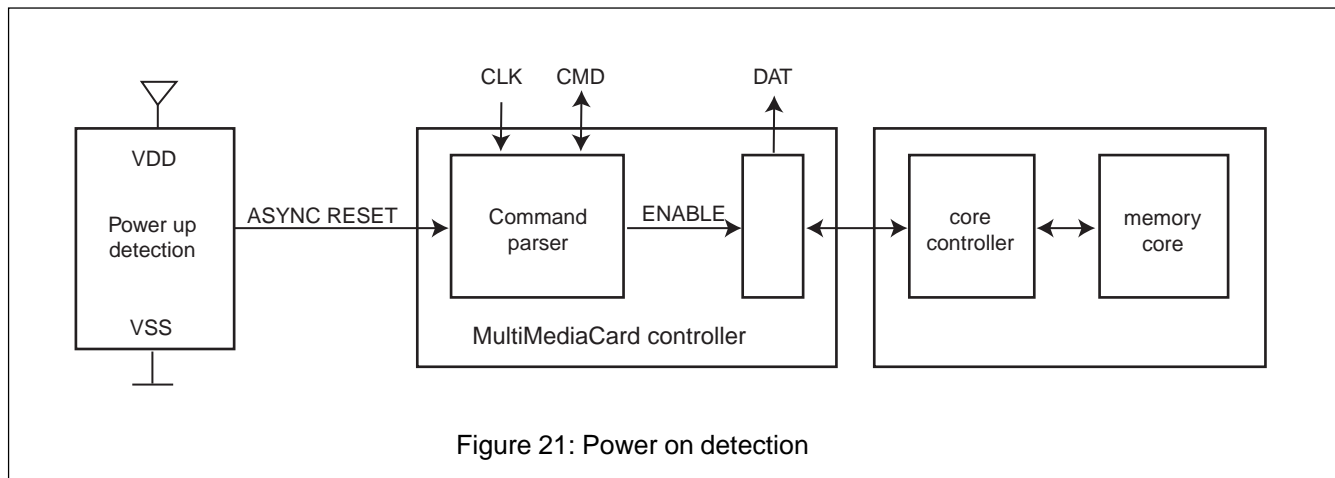 CLK
CMD
DAT
VDD
Power up
detection
VSS
ASYNC RESET
Command
parser
ENABLE
MultiMediaCard controller
core
controller
memory
core
Figure 21: Power on detection